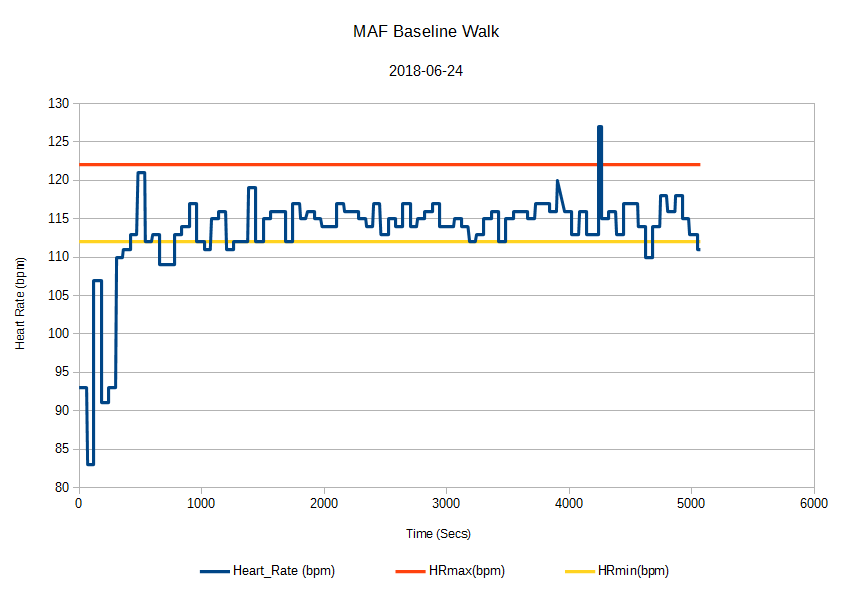 MAF Baseline Walk
2018-06-24
130
125
120
115
110
105
100
95
90
85
80
Heart Rate (bpm)
0 1000 2000 3000 4000 5000 6000
Time (Secs)
Heart_Rate (bpm) HRmax(bpm) HRmin(bpm)